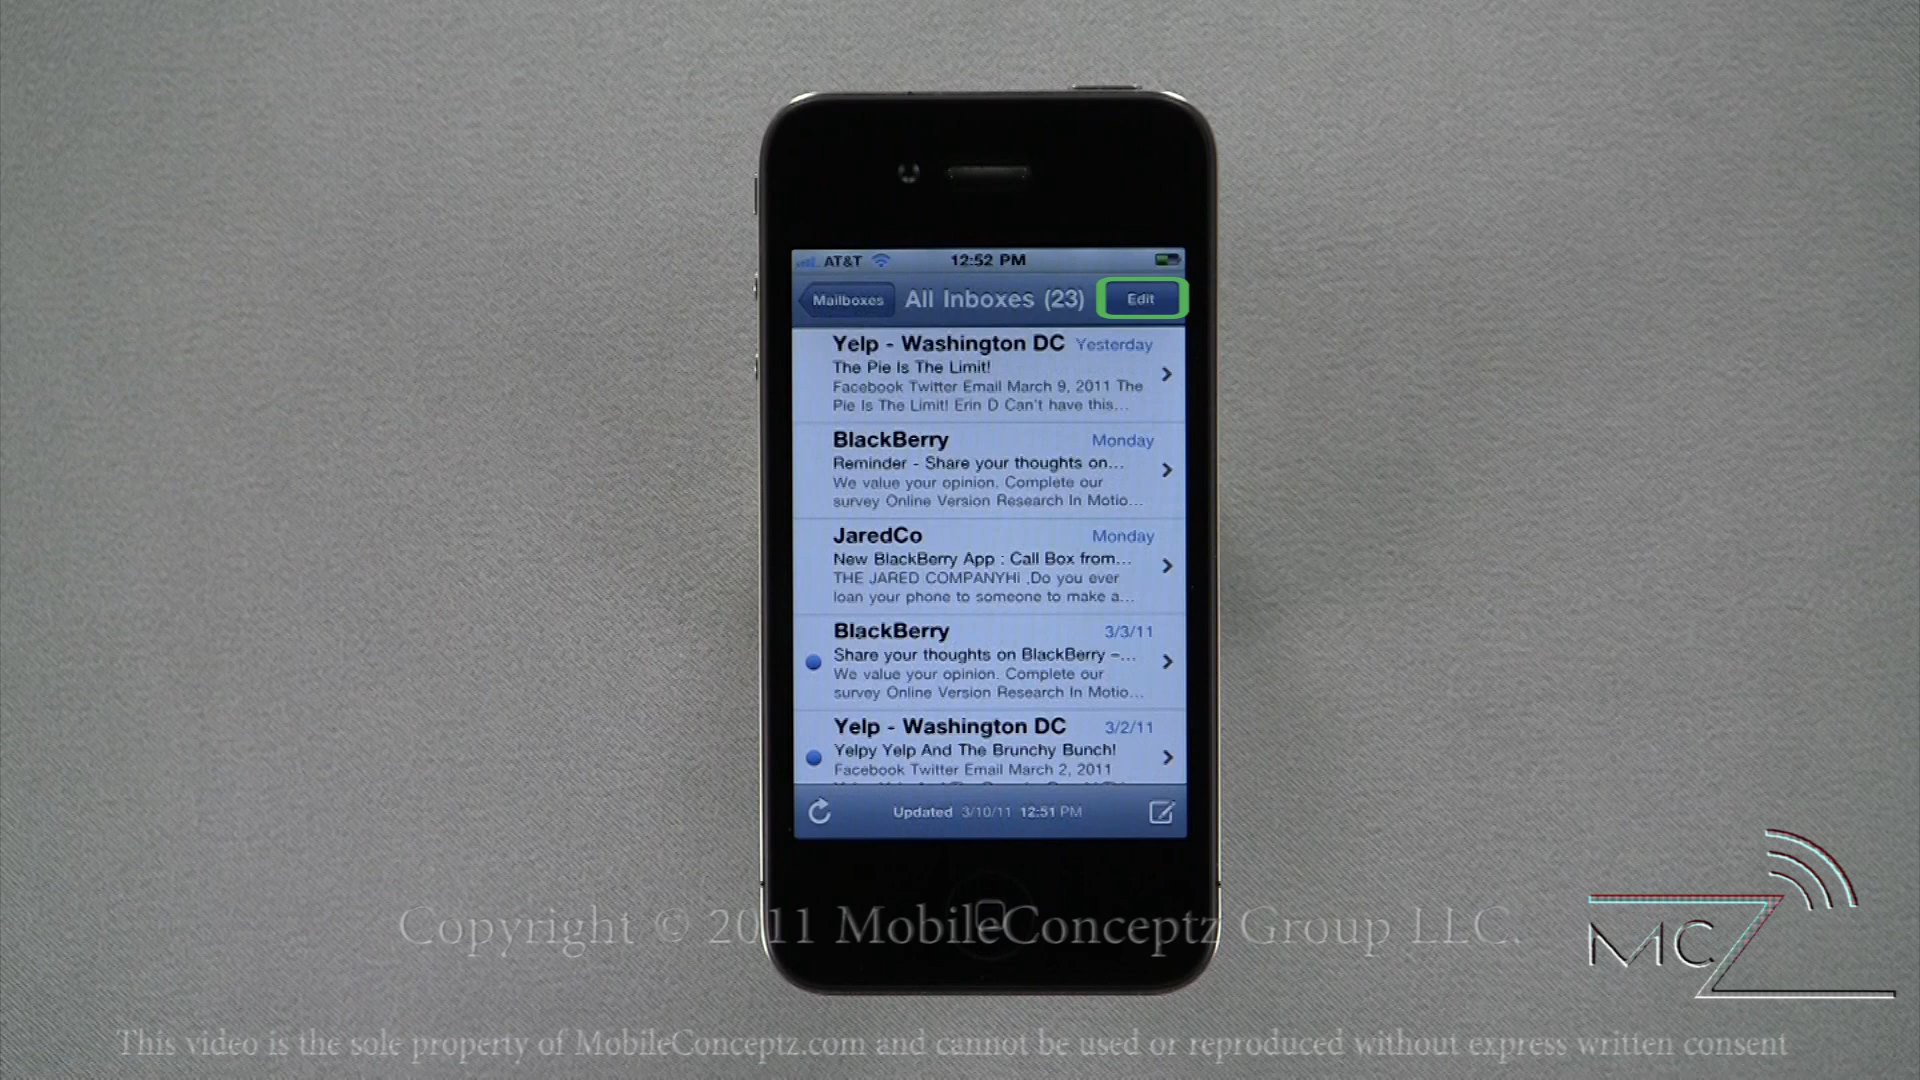 AT&T 12:52 PM
Mailboxes All Inboxes (23) Edit
Yelp - Washington DC Yesterday
The Pie Is The Limit!
Facebook Twitter Email March 9, 2011 The
Pie Is The Limit! Erin D Can't have this...
BlackBerry Monday
Reminder - Share your thoughts on...
We value your opinion. Complete our
survey Online Version Research In Motio...
JaredCo Monday
New BlackBerry App : Call Box from...
THE JARED COMPANYHi ,Do you ever
loan your phone to someone to make a...
BlackBerry 3/3/11
Share your thoughts on BlackBerry –...
We value your opinion. Complete our
survey Online Version Research In Motio...
Yelp - Washington DC 3/2/11
Yelpy Yelp And The Brunchy Bunch!
Facebook Twitter Email March 2, 2011
Updated 3/10/11 12:51 PM
Copyright © 2011 MobileConceptz Group LLC.
MCZ
This video is the sole property of MobileConceptz.com and cannot be used or reproduced without express written consent